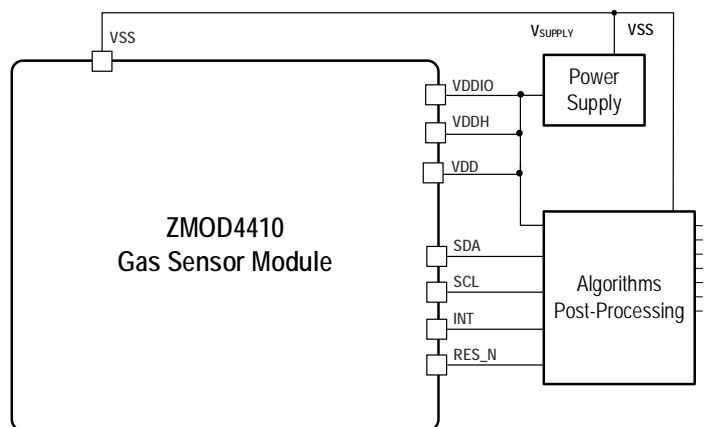 VSS
VSUPPLY
VSS
Power
Supply
VDDIO
VDDH
VDD
ZMOD4410
Gas Sensor Module
SDA
SCL
INT
RES_N
Algorithms
Post-Processing